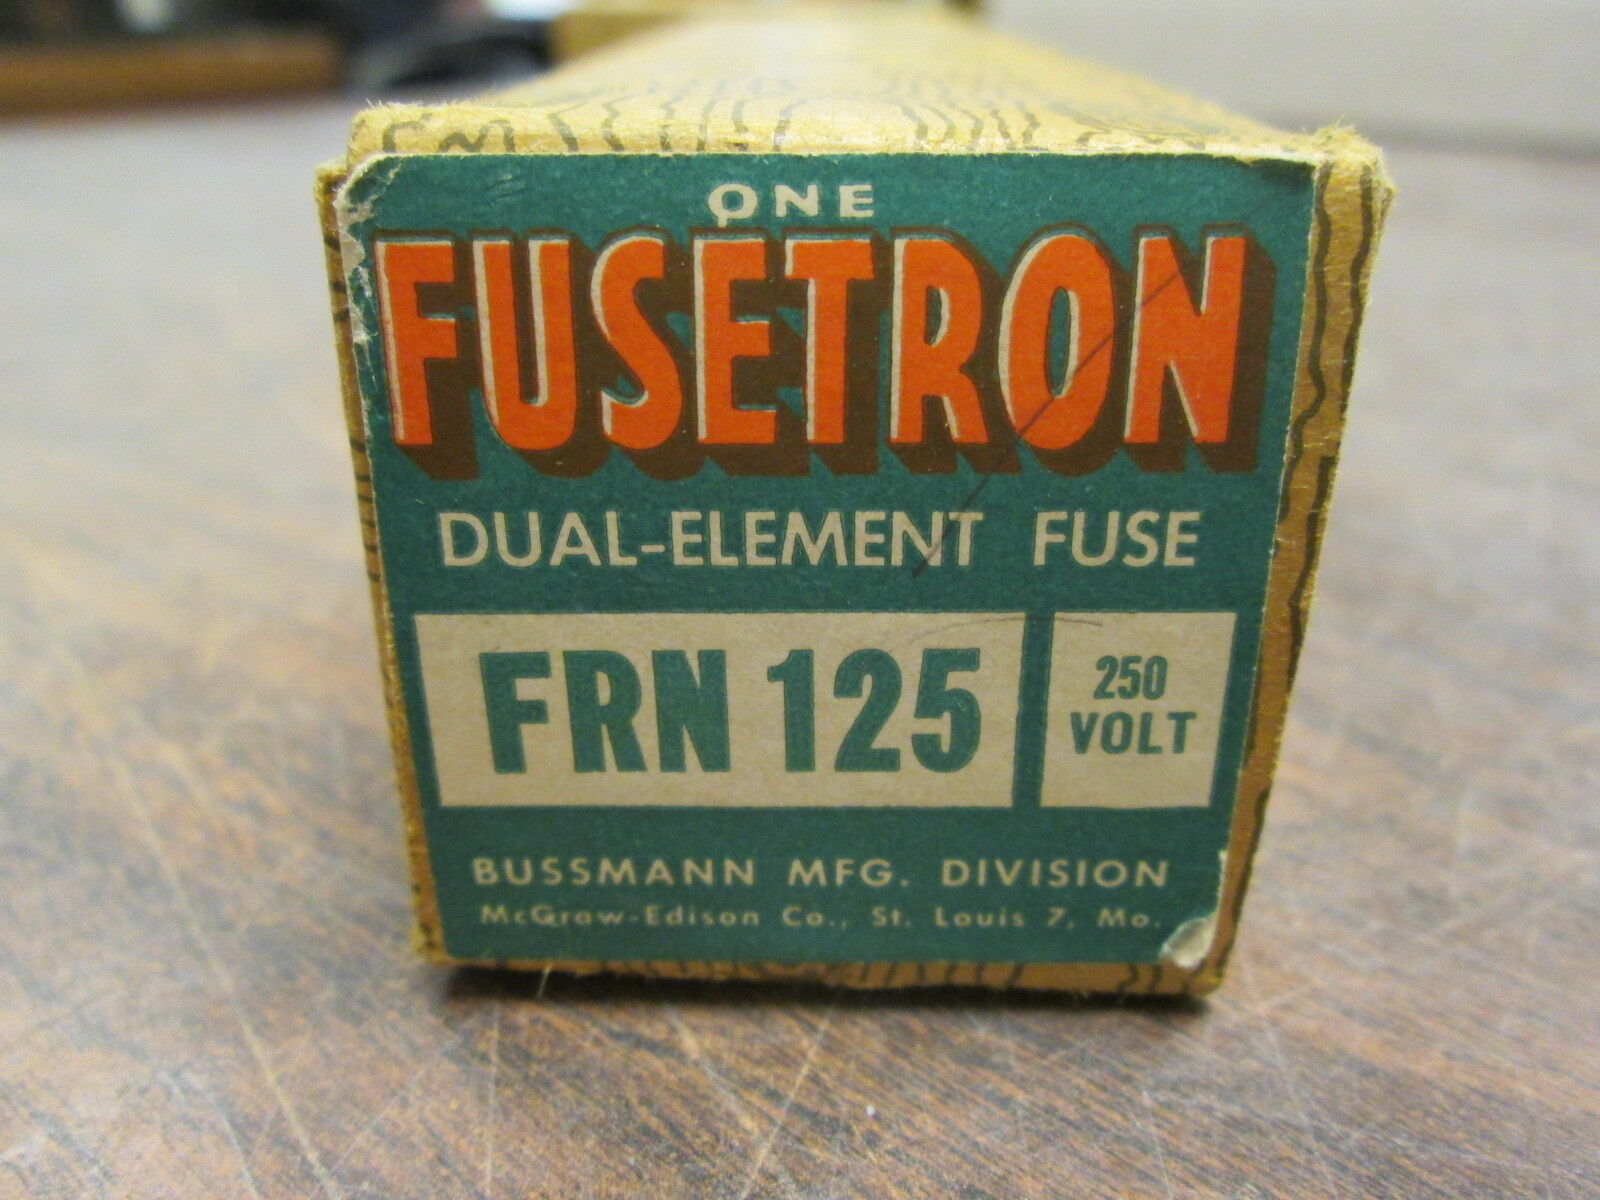 ONE
FUSETRON
DUAL-ELEMENT FUSE
FRN 125
250
VOLT
BUSSMANN MFG. DIVISION
McGraw-Edison Co., St. Louis 7, Mo.